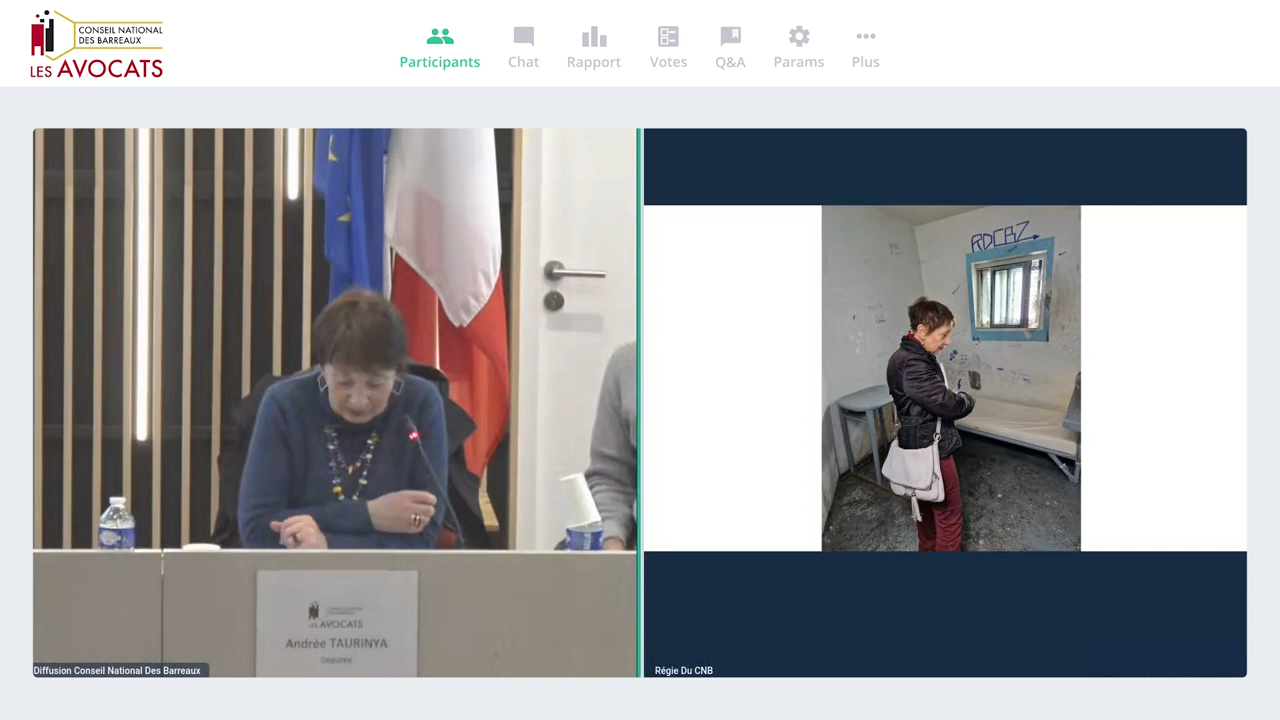 CONSEIL NATIONAL
DES BARREAUX
LES AVOCATS
Participants
Chat
Rapport
Votes
Q&A
Params
Plus
RDCBZ
AVOCATS
Andrée TAURINYA
Députée
Diffusion Conseil National Des Barreaux
Régie Du CNB